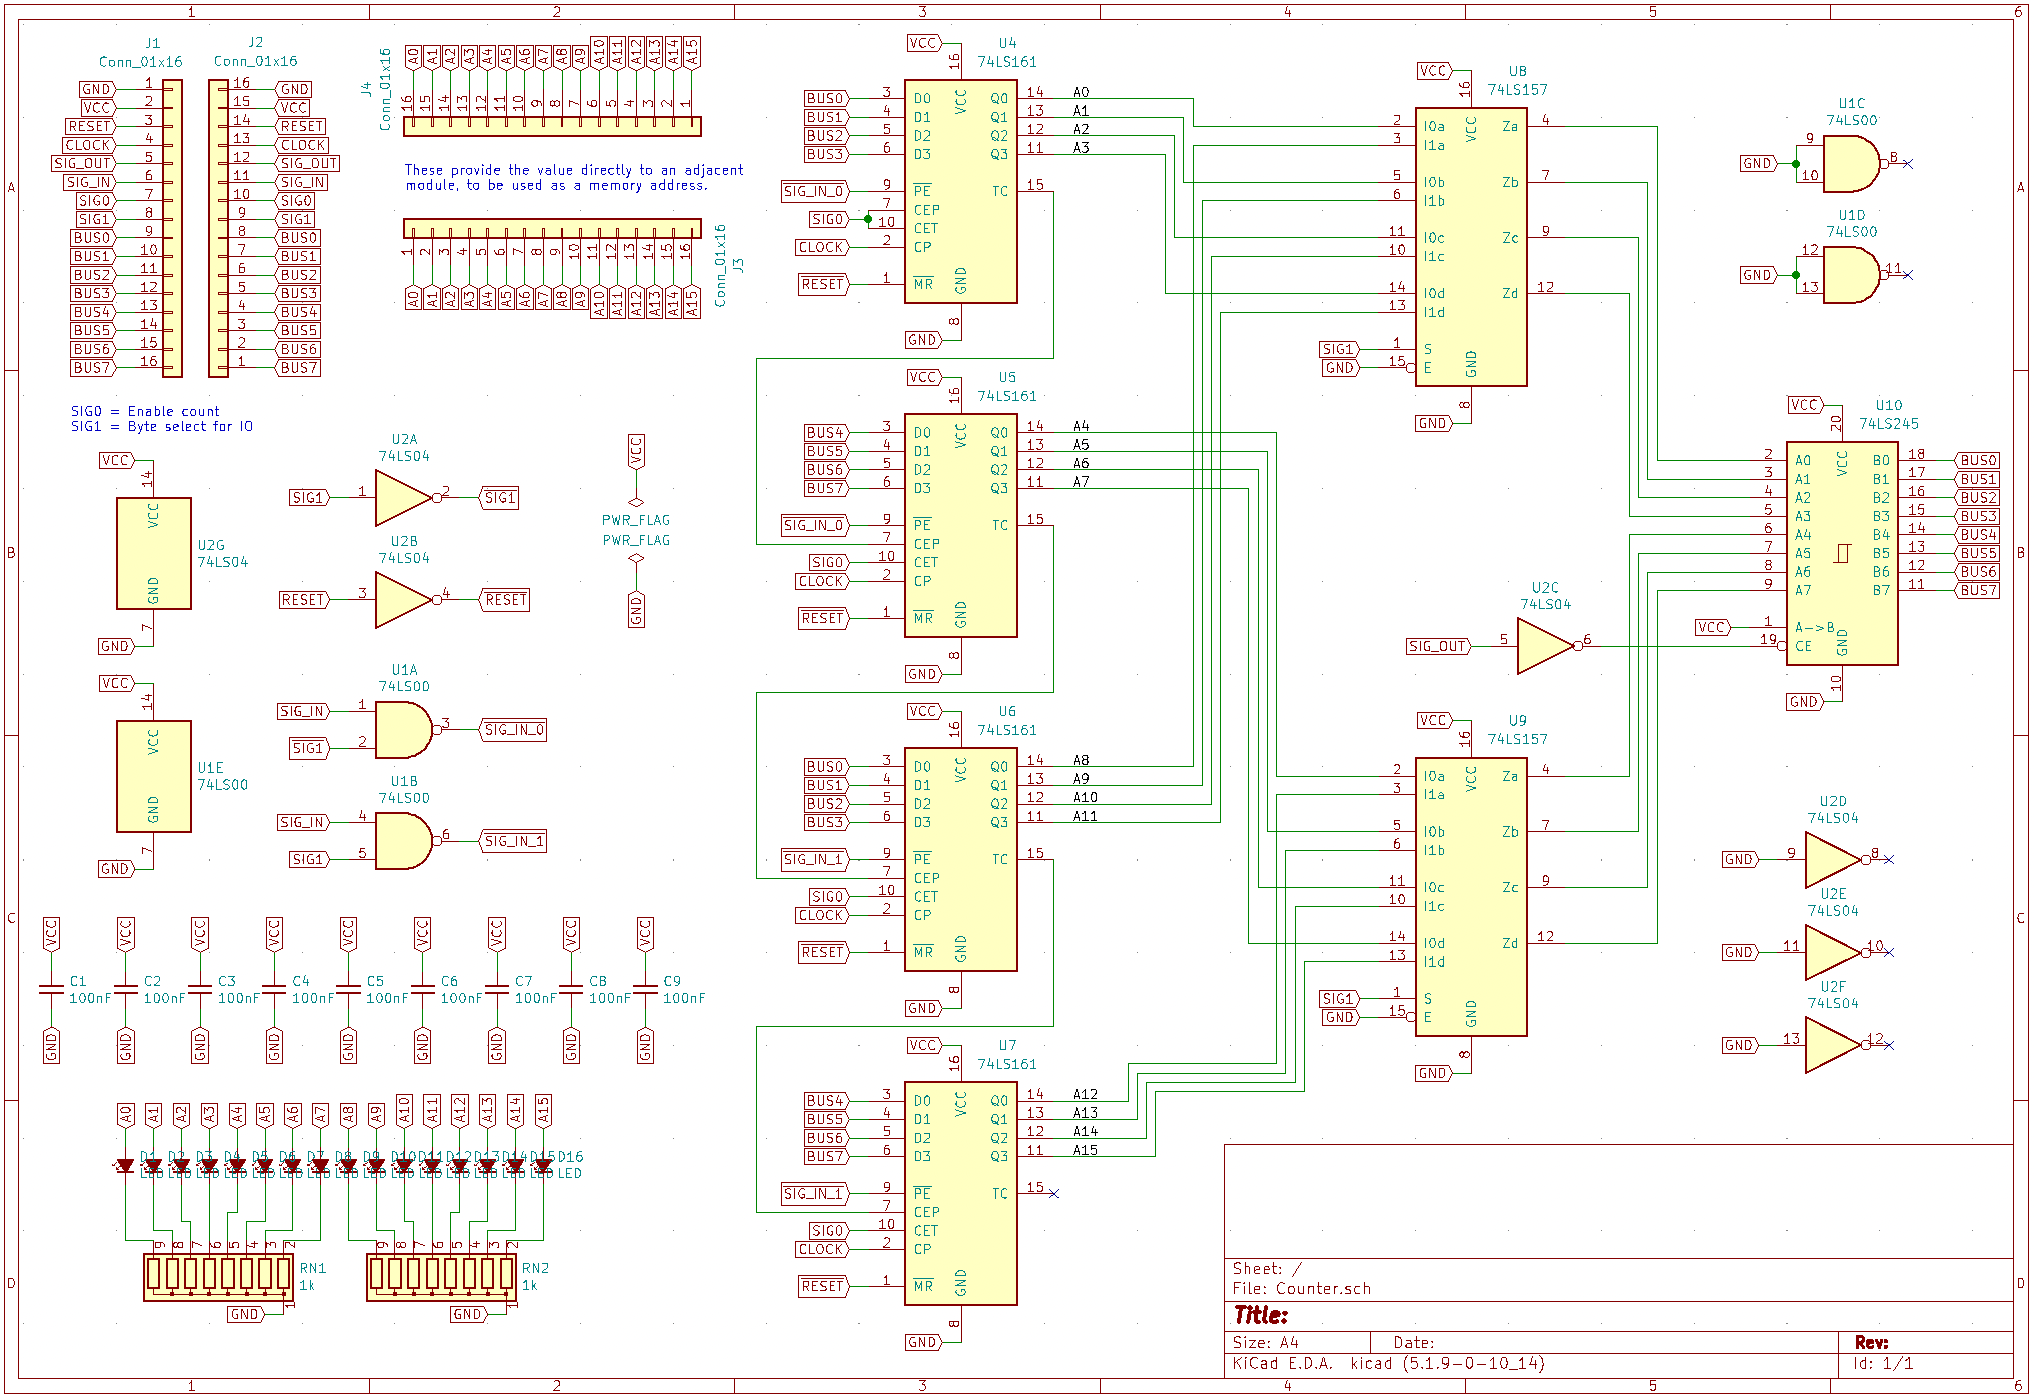 1 2 3 4 5 6
A
B
C
D
J1
Conn_01x16
GND 1
VCC 2
RESET 3
CLOCK 4
SIG_OUT 5
SIG_IN 6
SIG0 7
SIG1 8
BUS0 9
BUS1 10
BUS2 11
BUS3 12
BUS4 13
BUS5 14
BUS6 15
BUS7 16
J2
Conn_01x16
16 GND
15 VCC
14 RESET
13 CLOCK
12 SIG_OUT
11 SIG_IN
10 SIG0
9 SIG1
8 BUS0
7 BUS1
6 BUS2
5 BUS3
4 BUS4
3 BUS5
2 BUS6
1 BUS7
SIG0 = Enable count
SIG1 = Byte select for IO
J4
Conn_01x16
A0 A1 A2 A3 A4 A5 A6 A7 A8 A9 A10 A11 A12 A13 A14 A15
16 15 14 13 12 11 10 9 8 7 6 5 4 3 2 1
These provide the value directly to an adjacent
module, to be used as a memory address.
1 2 3 4 5 6 7 8 9 10 11 12 13 14 15 16
A0 A1 A2 A3 A4 A5 A6 A7 A8 A9 A10 A11 A12 A13 A14 A15
Conn_01x16
J3
VCC 14
VCC
GND
7
GND
U2G
74LS04
VCC 14
VCC
GND
7
GND
U1E
74LS00
U2A
74LS04
SIG1 1 2 SIG1
U2B
74LS04
RESET 3 4 RESET
U1A
74LS00
SIG_IN 1
SIG1 2
3 SIG_IN_0
U1B
74LS00
SIG_IN 4
SIG1 5
6 SIG_IN_1
VCC
PWR_FLAG
PWR_FLAG
GND
VCC VCC VCC VCC VCC VCC VCC VCC VCC
C1 C2 C3 C4 C5 C6 C7 C8 C9
100nF 100nF 100nF 100nF 100nF 100nF 100nF 100nF 100nF
GND GND GND GND GND GND GND GND GND
A0 A1 A2 A3 A4 A5 A6 A7 A8 A9 A10 A11 A12 A13 A14 A15
D1 D2 D3 D4 D5 D6 D7 D8 D9 D10 D11 D12 D13 D14 D15 D16
LED LED LED LED LED LED LED LED LED LED LED LED LED LED LED LED
9 8 7 6 5 4 3 2
RN1
1k
GND 1
9 8 7 6 5 4 3 2
RN2
1k
GND 1
VCC 16
U4
74LS161
BUS0 3 D0 VCC Q0 14 A0
BUS1 4 D1 Q1 13 A1
BUS2 5 D2 Q2 12 A2
BUS3 6 D3 Q3 11 A3
SIG_IN_0 9 PE TC 15
7 CEP
SIG0 10 CET
CLOCK 2 CP
RESET 1 MR GND
GND 8
VCC 16
U5
74LS161
BUS4 3 D0 VCC Q0 14 A4
BUS5 4 D1 Q1 13 A5
BUS6 5 D2 Q2 12 A6
BUS7 6 D3 Q3 11 A7
SIG_IN_0 9 PE TC 15
7 CEP
SIG0 10 CET
CLOCK 2 CP
RESET 1 MR GND
GND 8
VCC 16
U6
74LS161
BUS0 3 D0 VCC Q0 14 A8
BUS1 4 D1 Q1 13 A9
BUS2 5 D2 Q2 12 A10
BUS3 6 D3 Q3 11 A11
SIG_IN_1 9 PE TC 15
7 CEP
SIG0 10 CET
CLOCK 2 CP
RESET 1 MR GND
GND 8
VCC 16
U7
74LS161
BUS4 3 D0 VCC Q0 14 A12
BUS5 4 D1 Q1 13 A13
BUS6 5 D2 Q2 12 A14
BUS7 6 D3 Q3 11 A15
SIG_IN_1 9 PE TC 15
7 CEP
SIG0 10 CET
CLOCK 2 CP
RESET 1 MR GND
GND 8
VCC 16
U8
74LS157
2 I0a VCC Za 4
3 I1a
5 I0b Zb 7
6 I1b
11 I0c Zc 9
10 I1c
14 I0d Zd 12
13 I1d
SIG1 1 S
GND 15 E GND
GND 8
VCC 16
U9
74LS157
2 I0a VCC Za 4
3 I1a
5 I0b Zb 7
6 I1b
11 I0c Zc 9
10 I1c
14 I0d Zd 12
13 I1d
SIG1 1 S
GND 15 E GND
GND 8
U2C
74LS04
SIG_OUT 5 6
U1C
74LS00
GND 9 10 8
U1D
74LS00
GND 12 13 11
VCC 20
U10
74LS245
2 A0 VCC B0 18 BUS0
3 A1 B1 17 BUS1
4 A2 B2 16 BUS2
5 A3 B3 15 BUS3
6 A4 B4 14 BUS4
7 A5 B5 13 BUS5
8 A6 B6 12 BUS6
9 A7 B7 11 BUS7
VCC 1 A->B
19 CE GND
GND 10
U2D
74LS04
GND 9 8
U2E
74LS04
GND 11 10
U2F
74LS04
GND 13 12
Sheet: /
File: Counter.sch
Title:
Size: A4 Date: Rev:
KiCad E.D.A. kicad (5.1.9-0-10_14) Id: 1/1
A
B
C
D
1 2 3 4 5 6